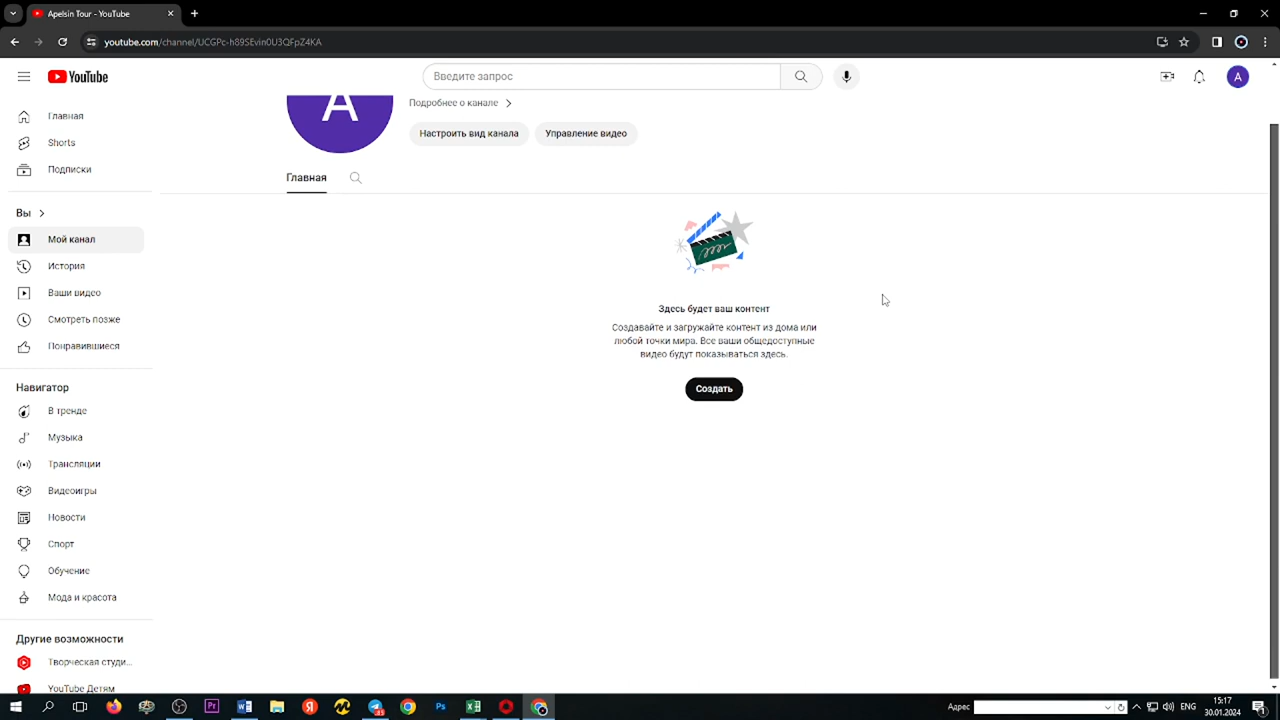 Apelsin Tour - YouTube
youtube.com/channel/UCGPc-h89SEvin0U3QFpZ4KA
YouTube
Введите запрос
A
A
Подробнее о канале
Настроить вид канала
Управление видео
Главная
Главная
Shorts
Подписки
Вы
Мой канал
История
Ваши видео
Смотреть позже
Понравившиеся
Навигатор
В тренде
Музыка
Трансляции
Видеоигры
Новости
Спорт
Обучение
Мода и красота
Другие возможности
Творческая студи...
YouTube Детям
Здесь будет ваш контент
Создавайте и загружайте контент из дома или
любой точки мира. Все ваши общедоступные
видео будут показываться здесь.
Создать
Адрес
ENG
15:17
30.01.2024